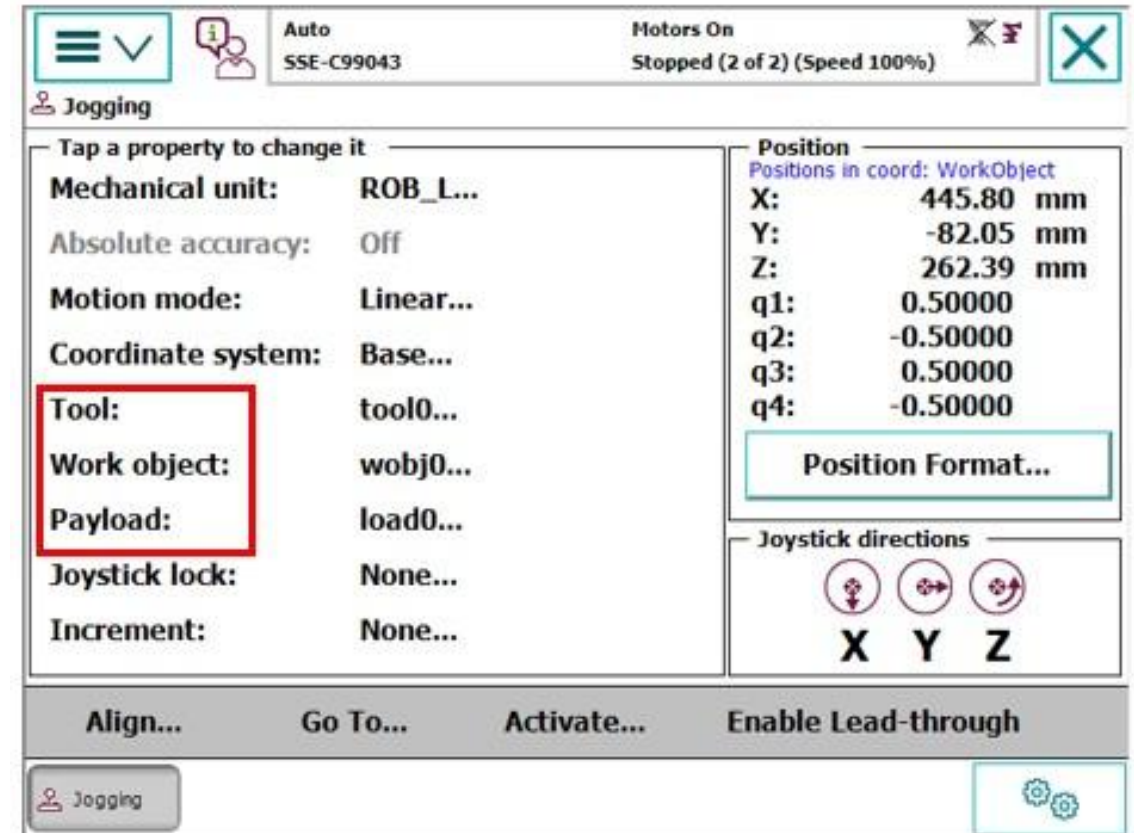 Auto
SSE-C99043
Motors On
Stopped (2 of 2) (Speed 100%)
Jogging
Tap a property to change it
Mechanical unit: ROB_L...
Absolute accuracy: Off
Motion mode: Linear...
Coordinate system: Base...
Tool: tool0...
Work object: wobj0...
Payload: load0...
Joystick lock: None...
Increment: None...
Position
Positions in coord: WorkObject
X: 445.80 mm
Y: -82.05 mm
Z: 262.39 mm
q1: 0.50000
q2: -0.50000
q3: 0.50000
q4: -0.50000
Position Format...
Joystick directions
X Y Z
Align... Go To... Activate... Enable Lead-through
Jogging